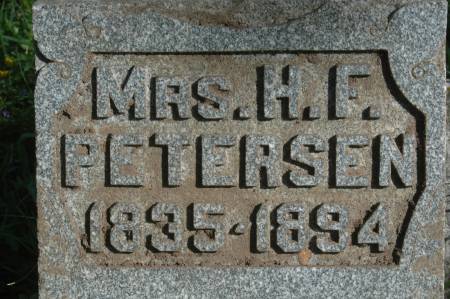 MRS. H. F.
PETERSEN
1835-1894